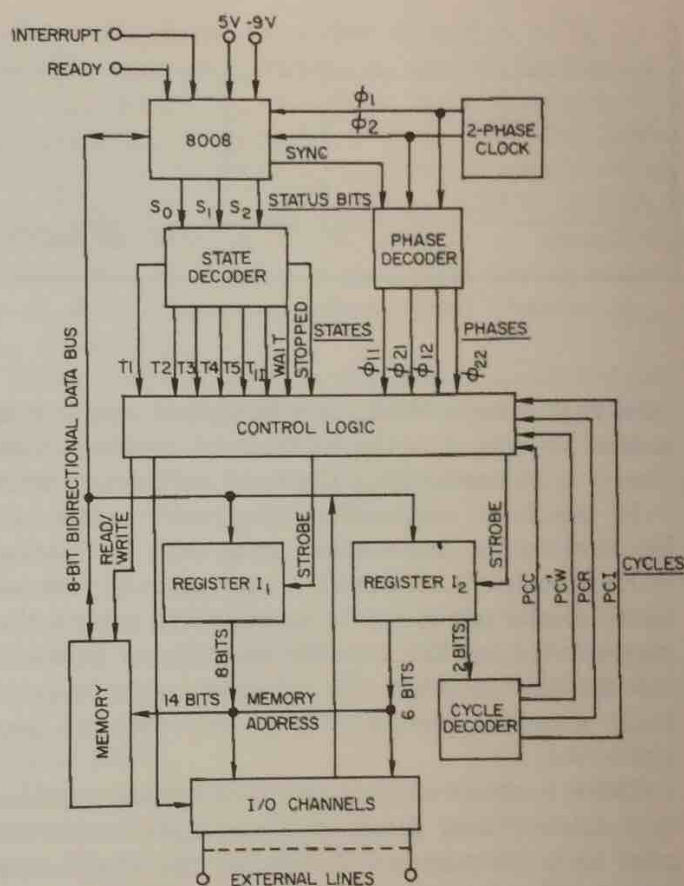 5V -9V
INTERRUPT
READY
ϕ1
ϕ2
8008
2-PHASE
CLOCK
SYNC
S0 S1 S2 STATUS BITS
STATE
DECODER
PHASE
DECODER
T1 T2 T3 T4 T5 T1I WAIT STOPPED STATES
ϕ11 ϕ21 ϕ12 ϕ22 PHASES
CONTROL LOGIC
8-BIT BIDIRECTIONAL DATA BUS
READ/
WRITE
STROBE
STROBE
REGISTER I1
REGISTER I2
PCC PCW PCR PCI CYCLES
8 BITS
6 BITS
2 BITS
MEMORY
14 BITS MEMORY
ADDRESS
CYCLE
DECODER
I/O CHANNELS
EXTERNAL LINES